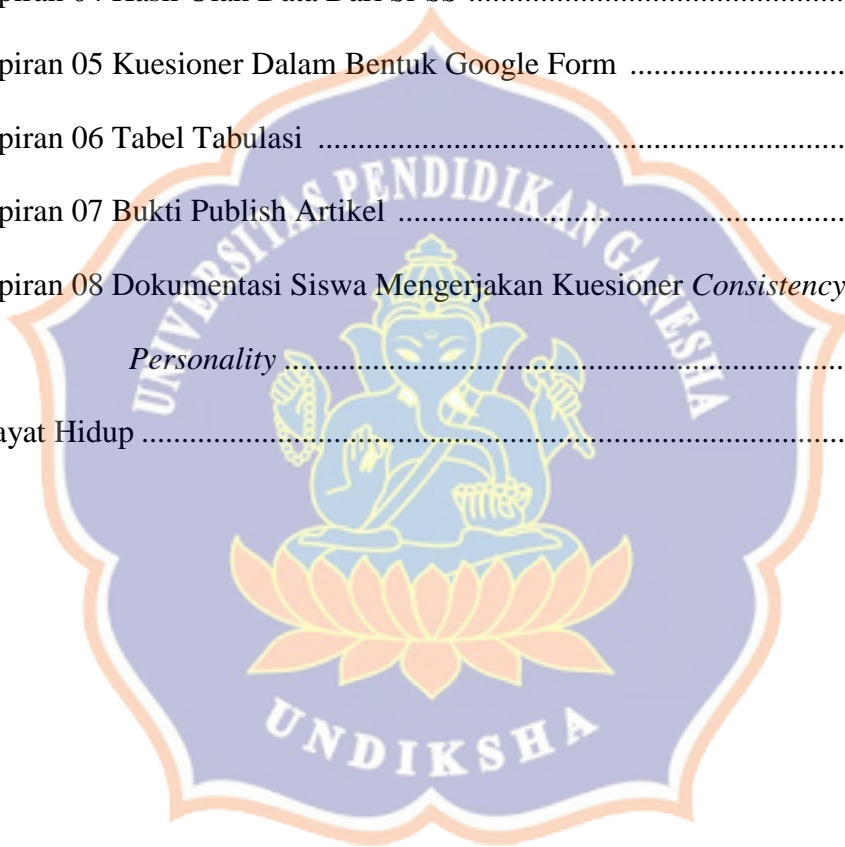 piran 04 Hasil Olah Data Dari SPSS ................................................
piran 05 Kuesioner Dalam Bentuk Google Form ...........................
piran 06 Tabel Tabulasi .................................................................
piran 07 Bukti Publish Artikel .......................................................
piran 08 Dokumentasi Siswa Mengerjakan Kuesioner Consistency
Personality .....................................................................
ayat Hidup .......................................................................................
UNIVERSITAS PENDIDIKAN GANESHA
UNDIKSHA